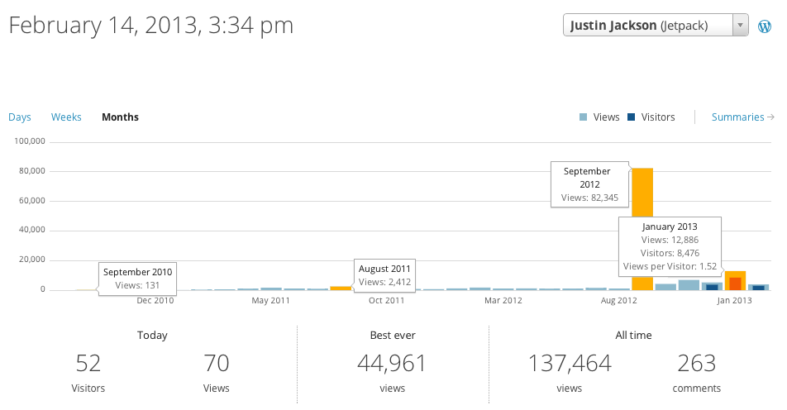 February 14, 2013, 3:34 pm
Justin Jackson (Jetpack)
Days Weeks Months
Views Visitors Summaries →
100,000
80,000
60,000
40,000
20,000
0
September 2010
Views: 131
August 2011
Views: 2,412
September
2012
Views: 82,345
January 2013
Views: 12,886
Visitors: 8,476
Views per Visitor: 1.52
Dec 2010 May 2011 Oct 2011 Mar 2012 Aug 2012 Jan 2013
Today
52 70
Visitors Views
Best ever
44,961
views
All time
137,464 263
views comments